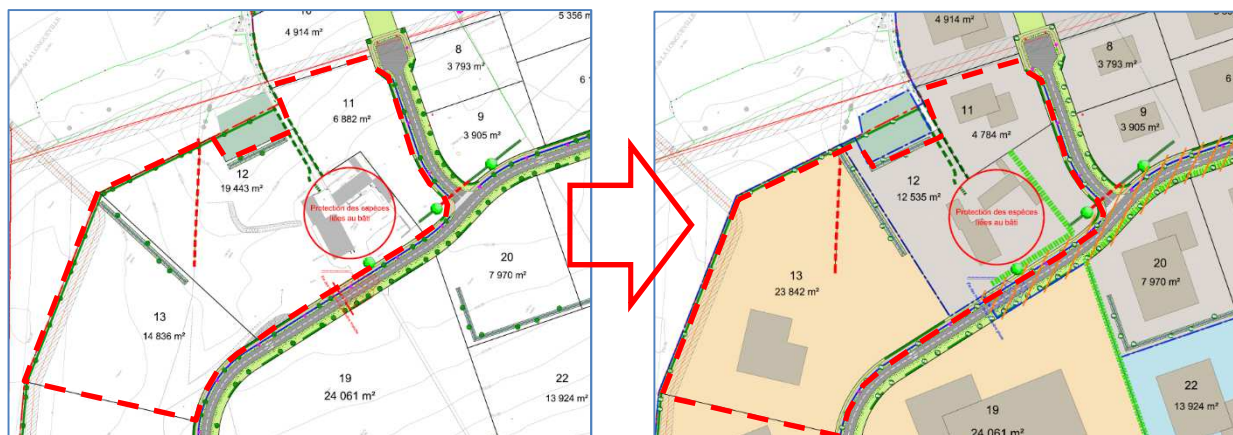 10
4 914 m²
5 356 m²
8
3 793 m²
11
6 882 m²
9
3 905 m²
12
19 443 m²
Protection des espèces
liées au bâti
20
7 970 m²
13
14 836 m²
19
24 061 m²
22
13 924 m²
4 914 m²
8
3 793 m²
11
4 784 m²
9
3 905 m²
12
12 535 m²
Protection des espèces
liées au bâti
20
7 970 m²
13
23 842 m²
19
24 061 m²
22
13 924 m²